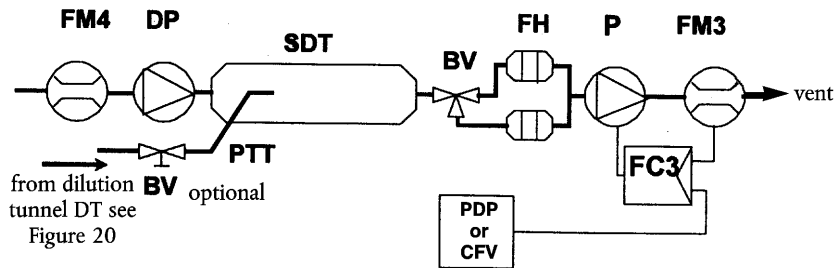 FM4
DP
SDT
BV
FH
P
FM3
vent
PTT
from dilution
tunnel DT see
Figure 20
BV
optional
FC3
PDP
or
CFV